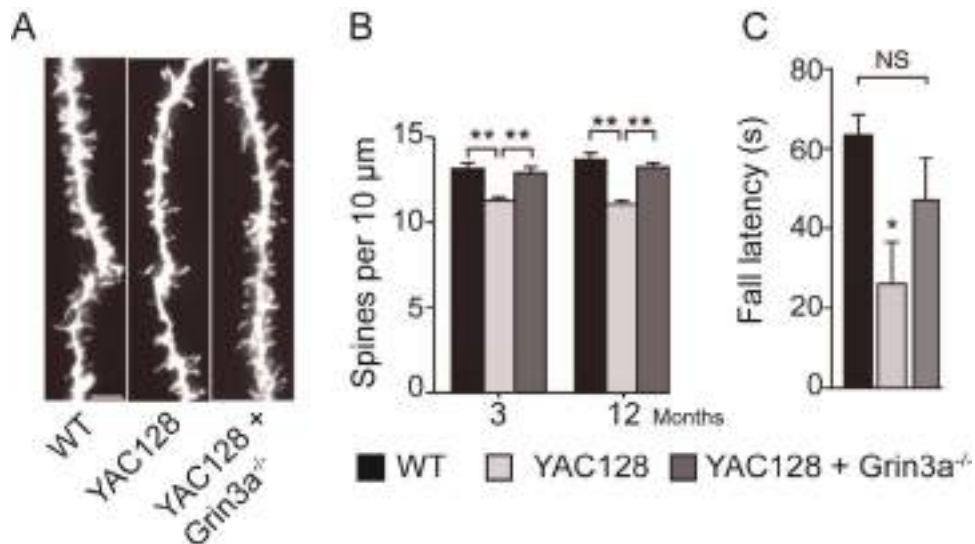 A
WT
YAC128
YAC128 +
Grin3a-/-
B
Spines per 10 µm
15
10
5
0
** **
** **
3
12
Months
C
Fall latency (s)
80
60
40
20
0
NS
*
WT
YAC128
YAC128 + Grin3a-/-